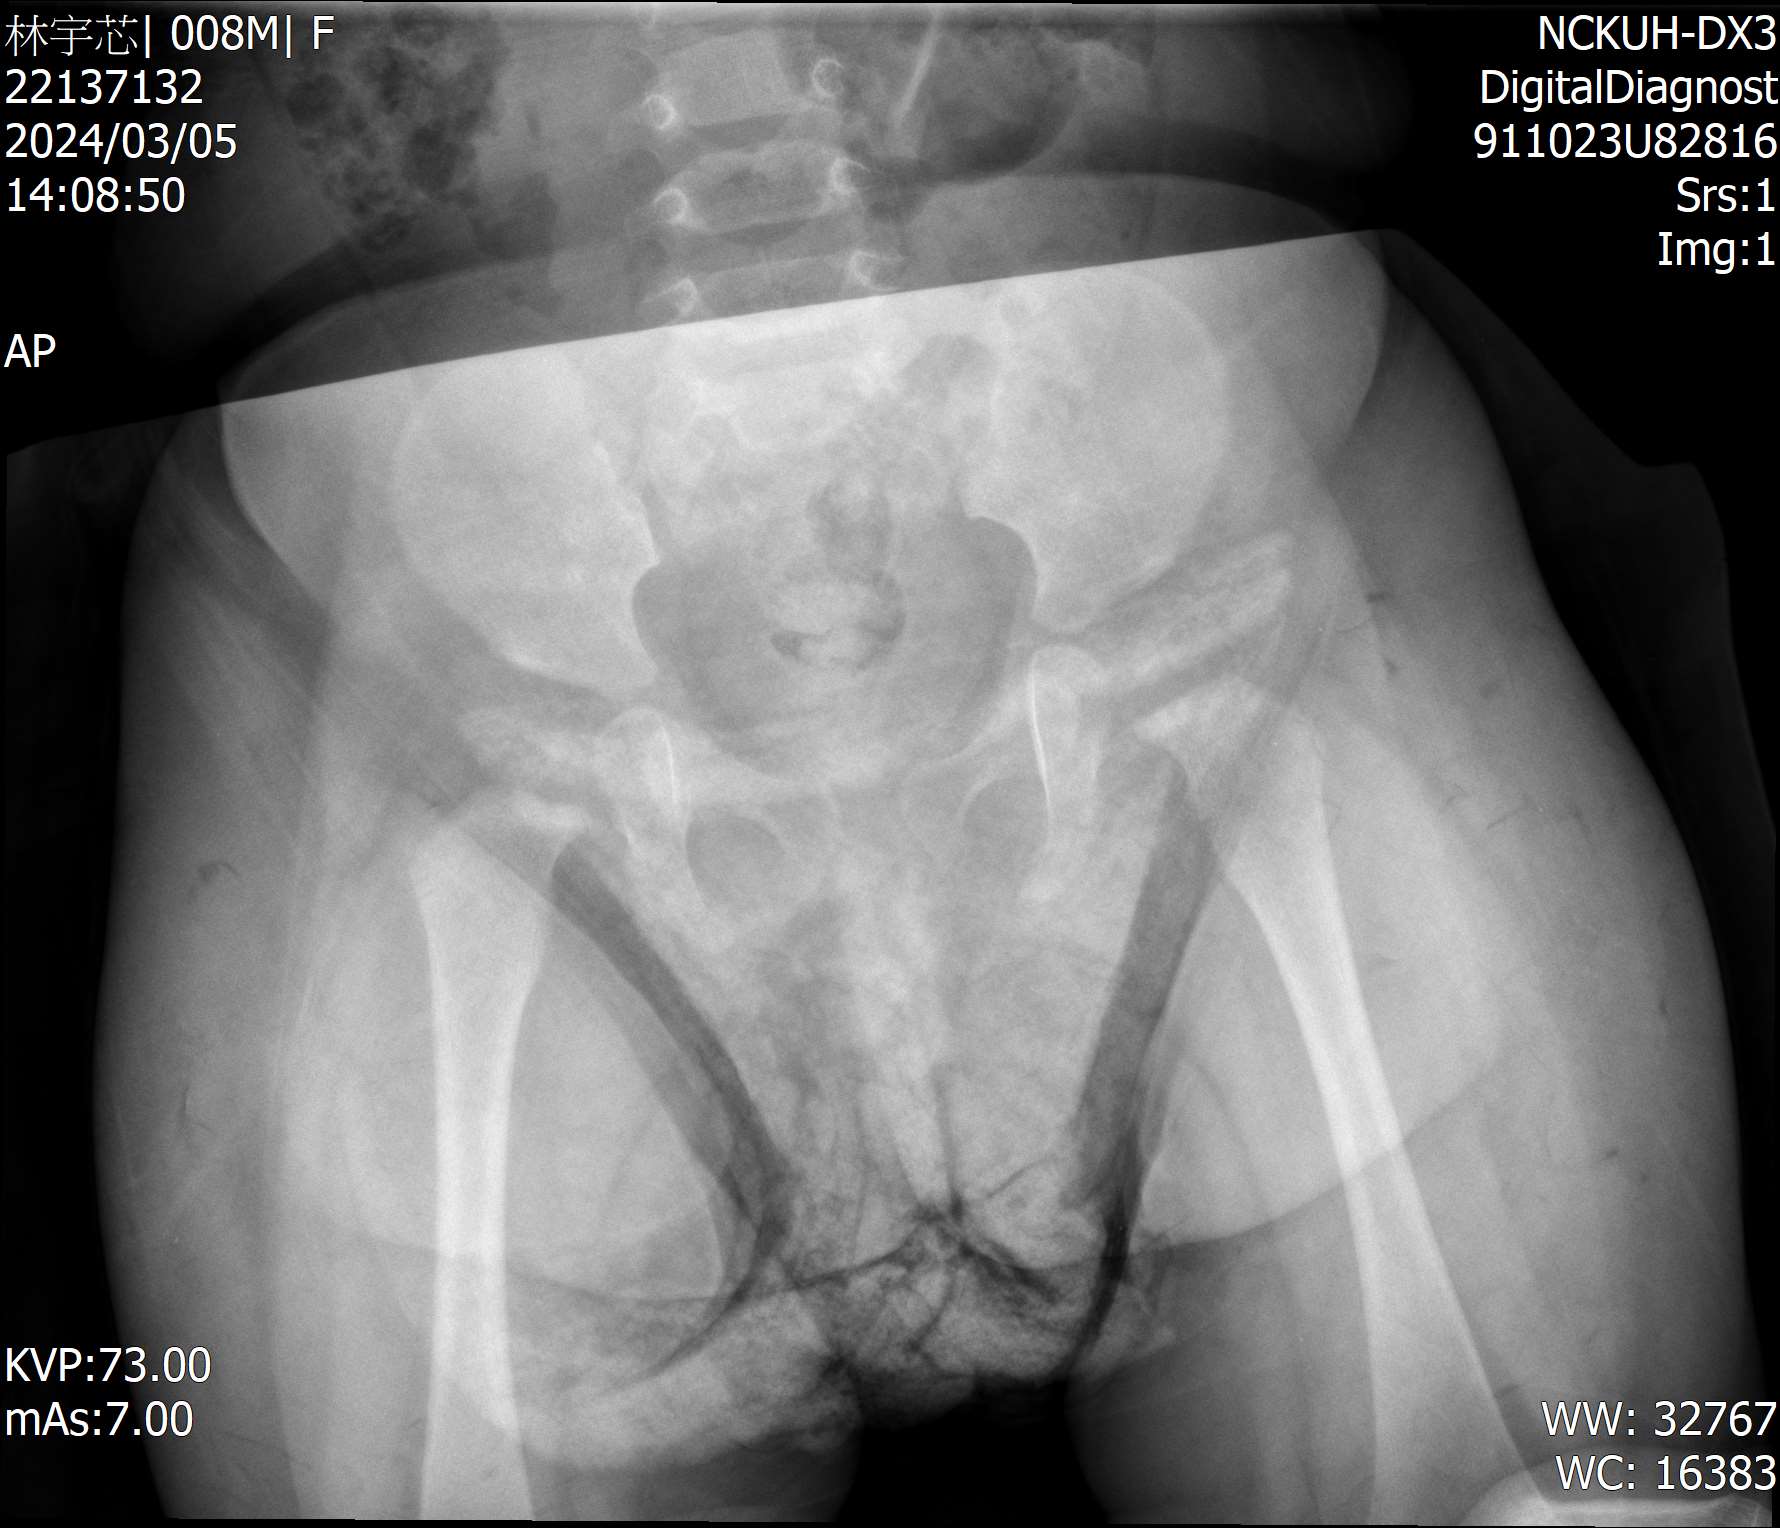 林宇芯| 008M| F
22137132
2024/03/05
14:08:50
AP
NCKUH-DX3
DigitalDiagnost
911023U82816
Srs:1
Img:1
KVP:73.00
mAs:7.00
WW: 32767
WC: 16383